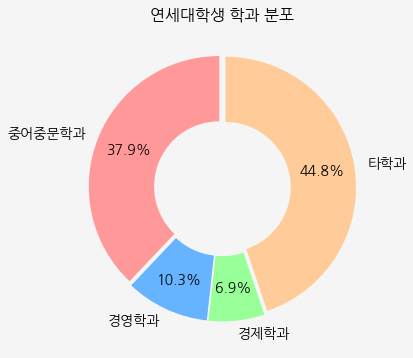 연세대학생 학과 분포
중어중문학과
37.9%
44.8%
타학과
10.3%
6.9%
경영학과
경제학과